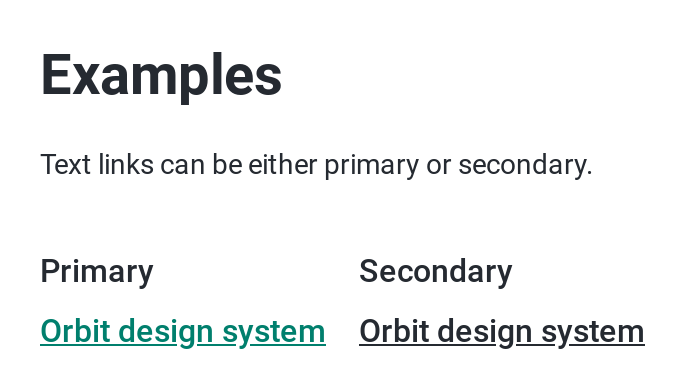 Examples
Text links can be either primary or secondary.
Primary
Secondary
Orbit design system
Orbit design system